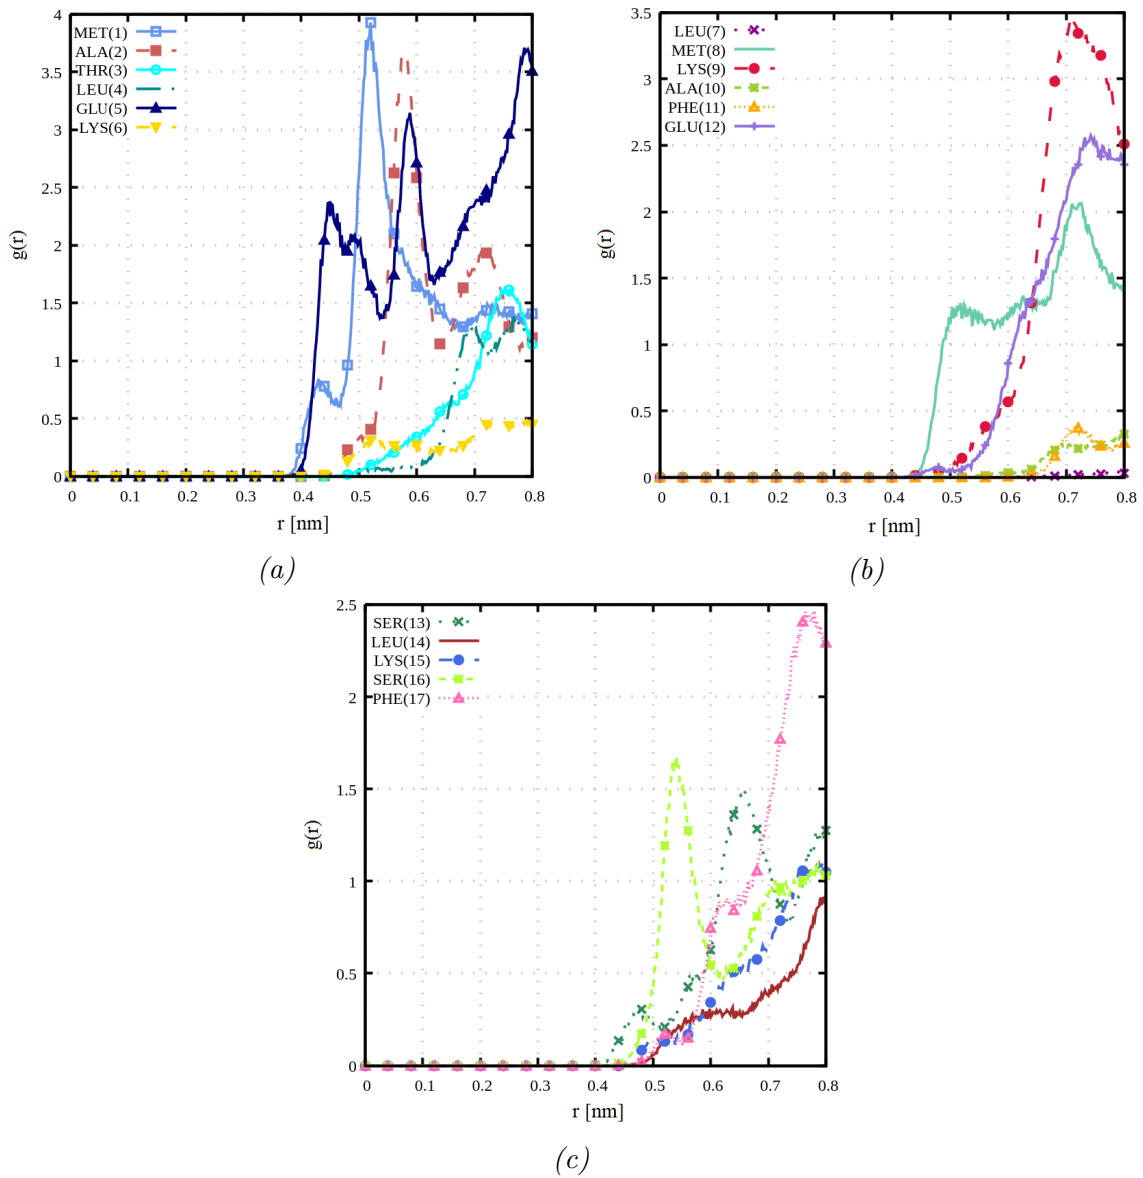 4
3.5
3
2.5
2
1.5
1
0.5
0
MET(1)
ALA(2)
THR(3)
LEU(4)
GLU(5)
LYS(6)
g(r)
0 0.1 0.2 0.3 0.4 0.5 0.6 0.7 0.8
r [nm]
(a)
3.5
3
2.5
2
1.5
1
0.5
0
LEU(7)
MET(8)
LYS(9)
ALA(10)
PHE(11)
GLU(12)
g(r)
0 0.1 0.2 0.3 0.4 0.5 0.6 0.7 0.8
r [nm]
(b)
2.5
2
1.5
1
0.5
0
SER(13)
LEU(14)
LYS(15)
SER(16)
PHE(17)
g(r)
0 0.1 0.2 0.3 0.4 0.5 0.6 0.7 0.8
r [nm]
(c)